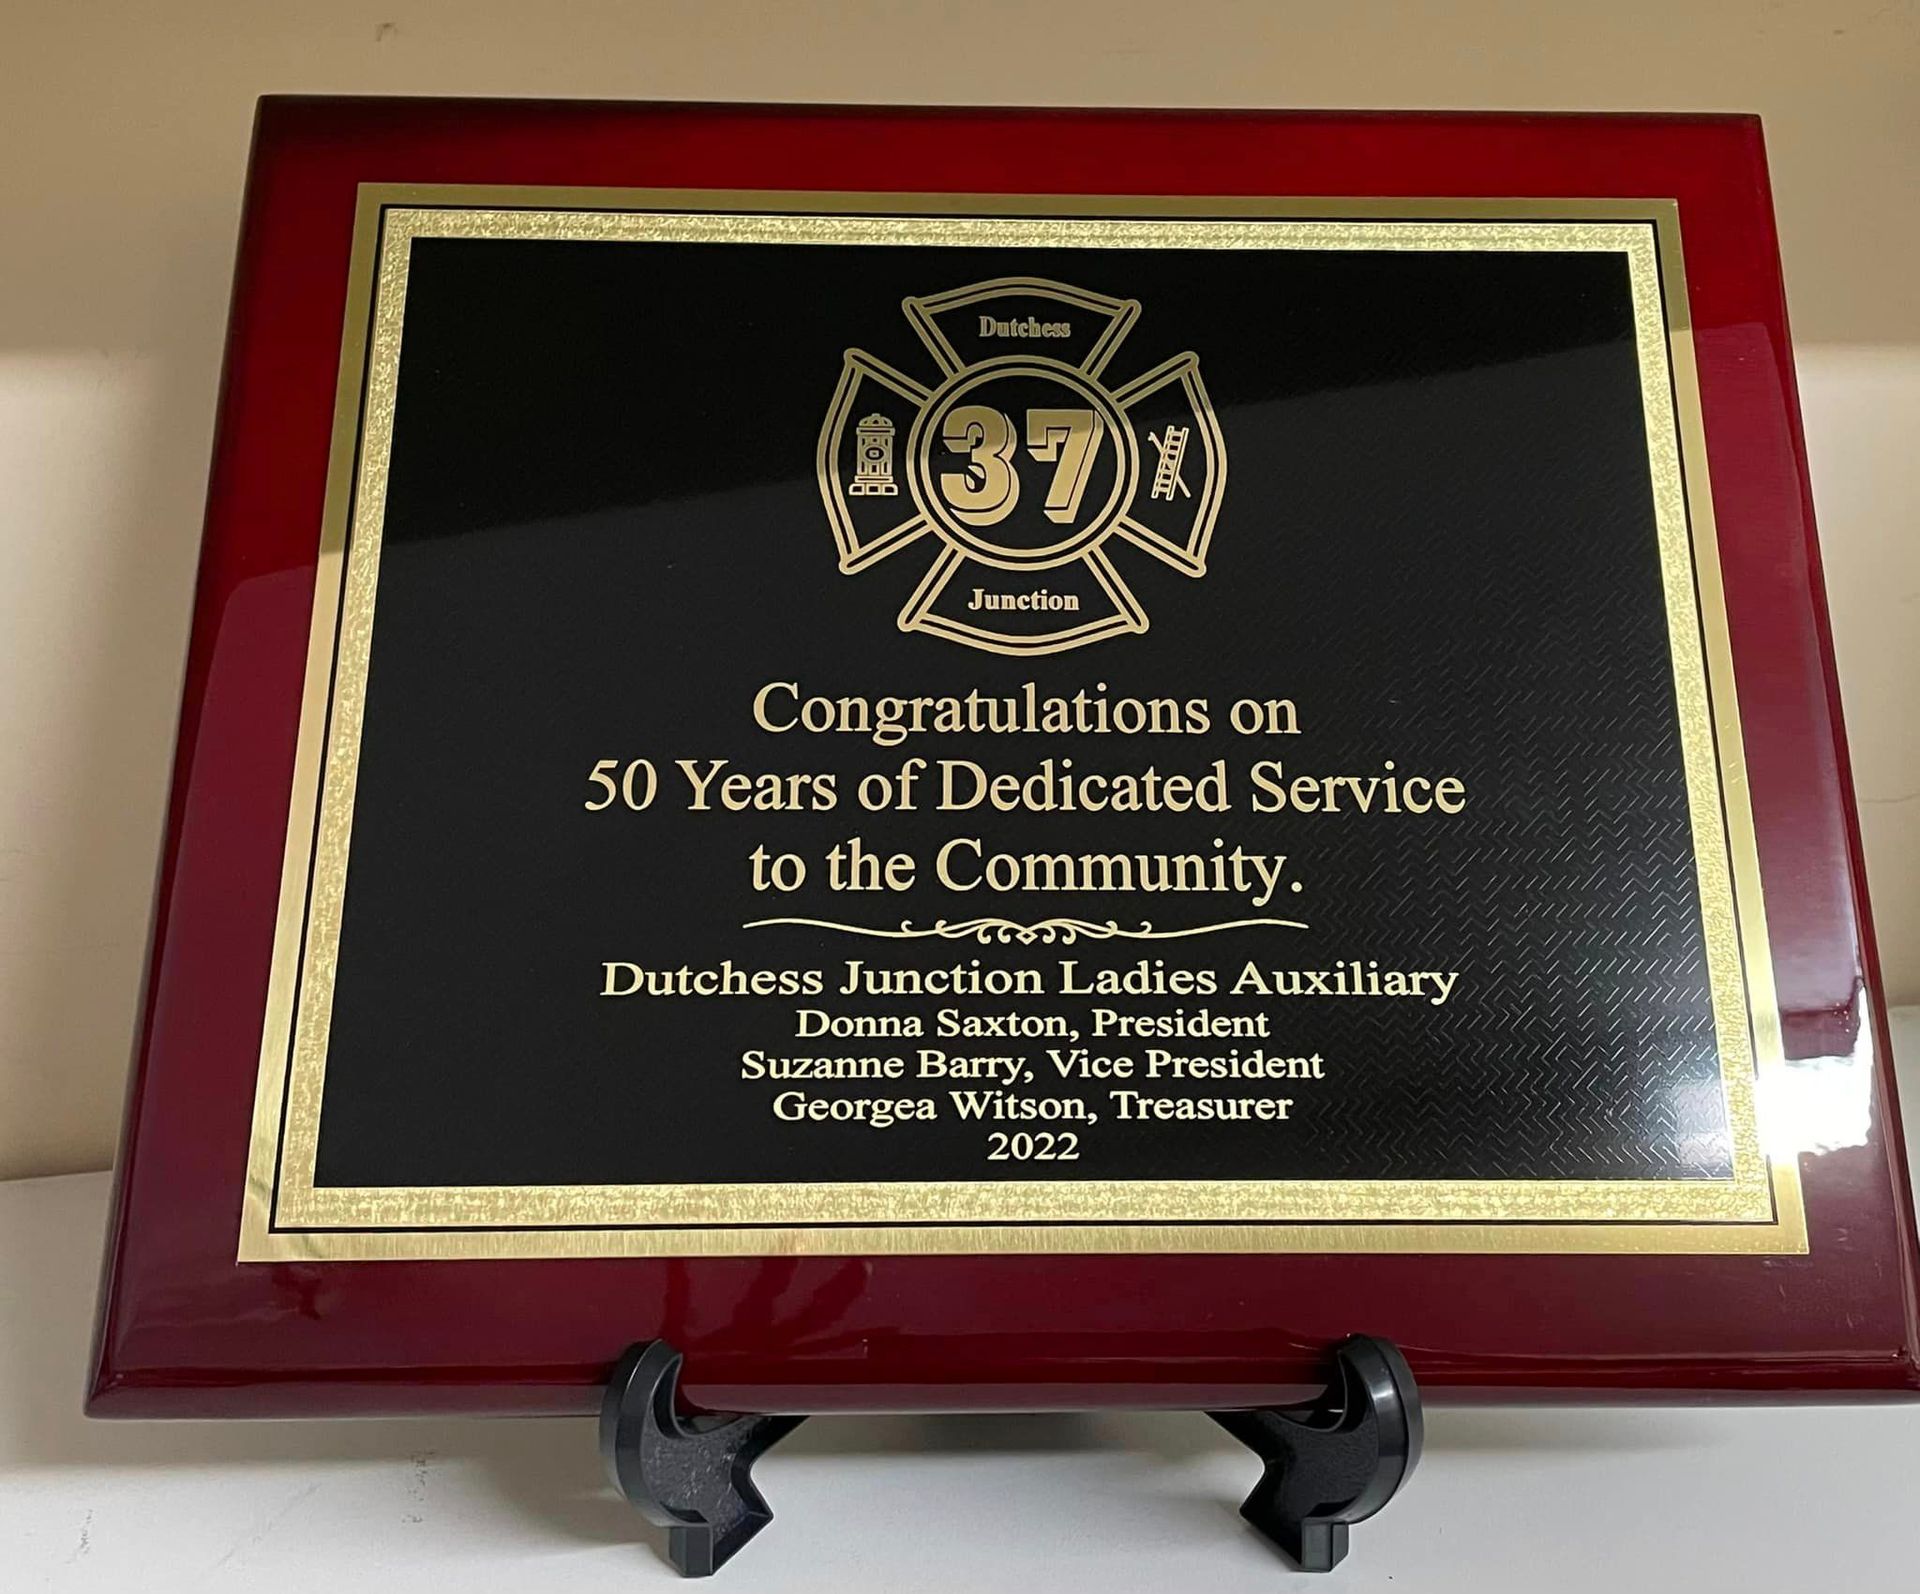 Dutchess
37
Junction
Congratulations on
50 Years of Dedicated Service
to the Community.
Dutchess Junction Ladies Auxiliary
Donna Saxton, President
Suzanne Barry, Vice President
Georgea Witson, Treasurer
2022